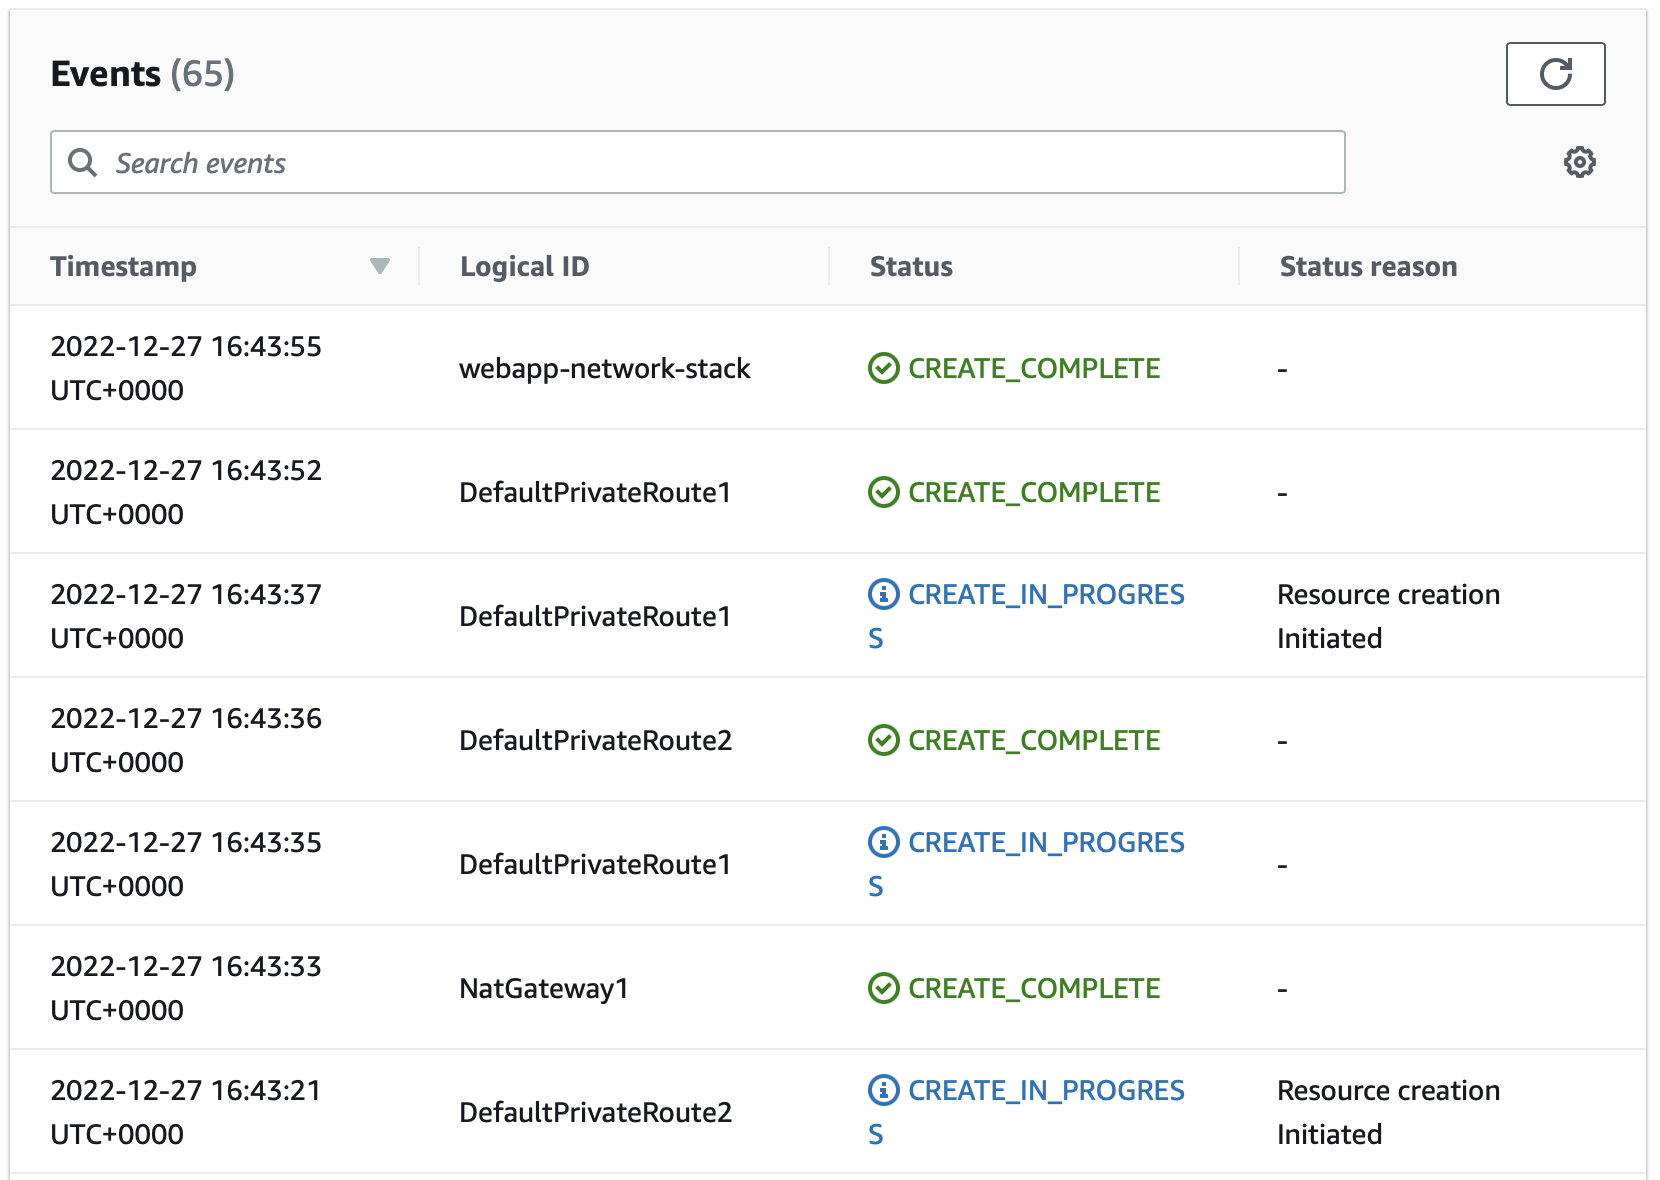 Events (65)
Search events
Timestamp Logical ID Status Status reason
2022-12-27 16:43:55
UTC+0000
webapp-network-stack
CREATE_COMPLETE
-
2022-12-27 16:43:52
UTC+0000
DefaultPrivateRoute1
CREATE_COMPLETE
-
2022-12-27 16:43:37
UTC+0000
DefaultPrivateRoute1
CREATE_IN_PROGRES
S
Resource creation
Initiated
2022-12-27 16:43:36
UTC+0000
DefaultPrivateRoute2
CREATE_COMPLETE
-
2022-12-27 16:43:35
UTC+0000
DefaultPrivateRoute1
CREATE_IN_PROGRES
S
-
2022-12-27 16:43:33
UTC+0000
NatGateway1
CREATE_COMPLETE
-
2022-12-27 16:43:21
UTC+0000
DefaultPrivateRoute2
CREATE_IN_PROGRES
S
Resource creation
Initiated